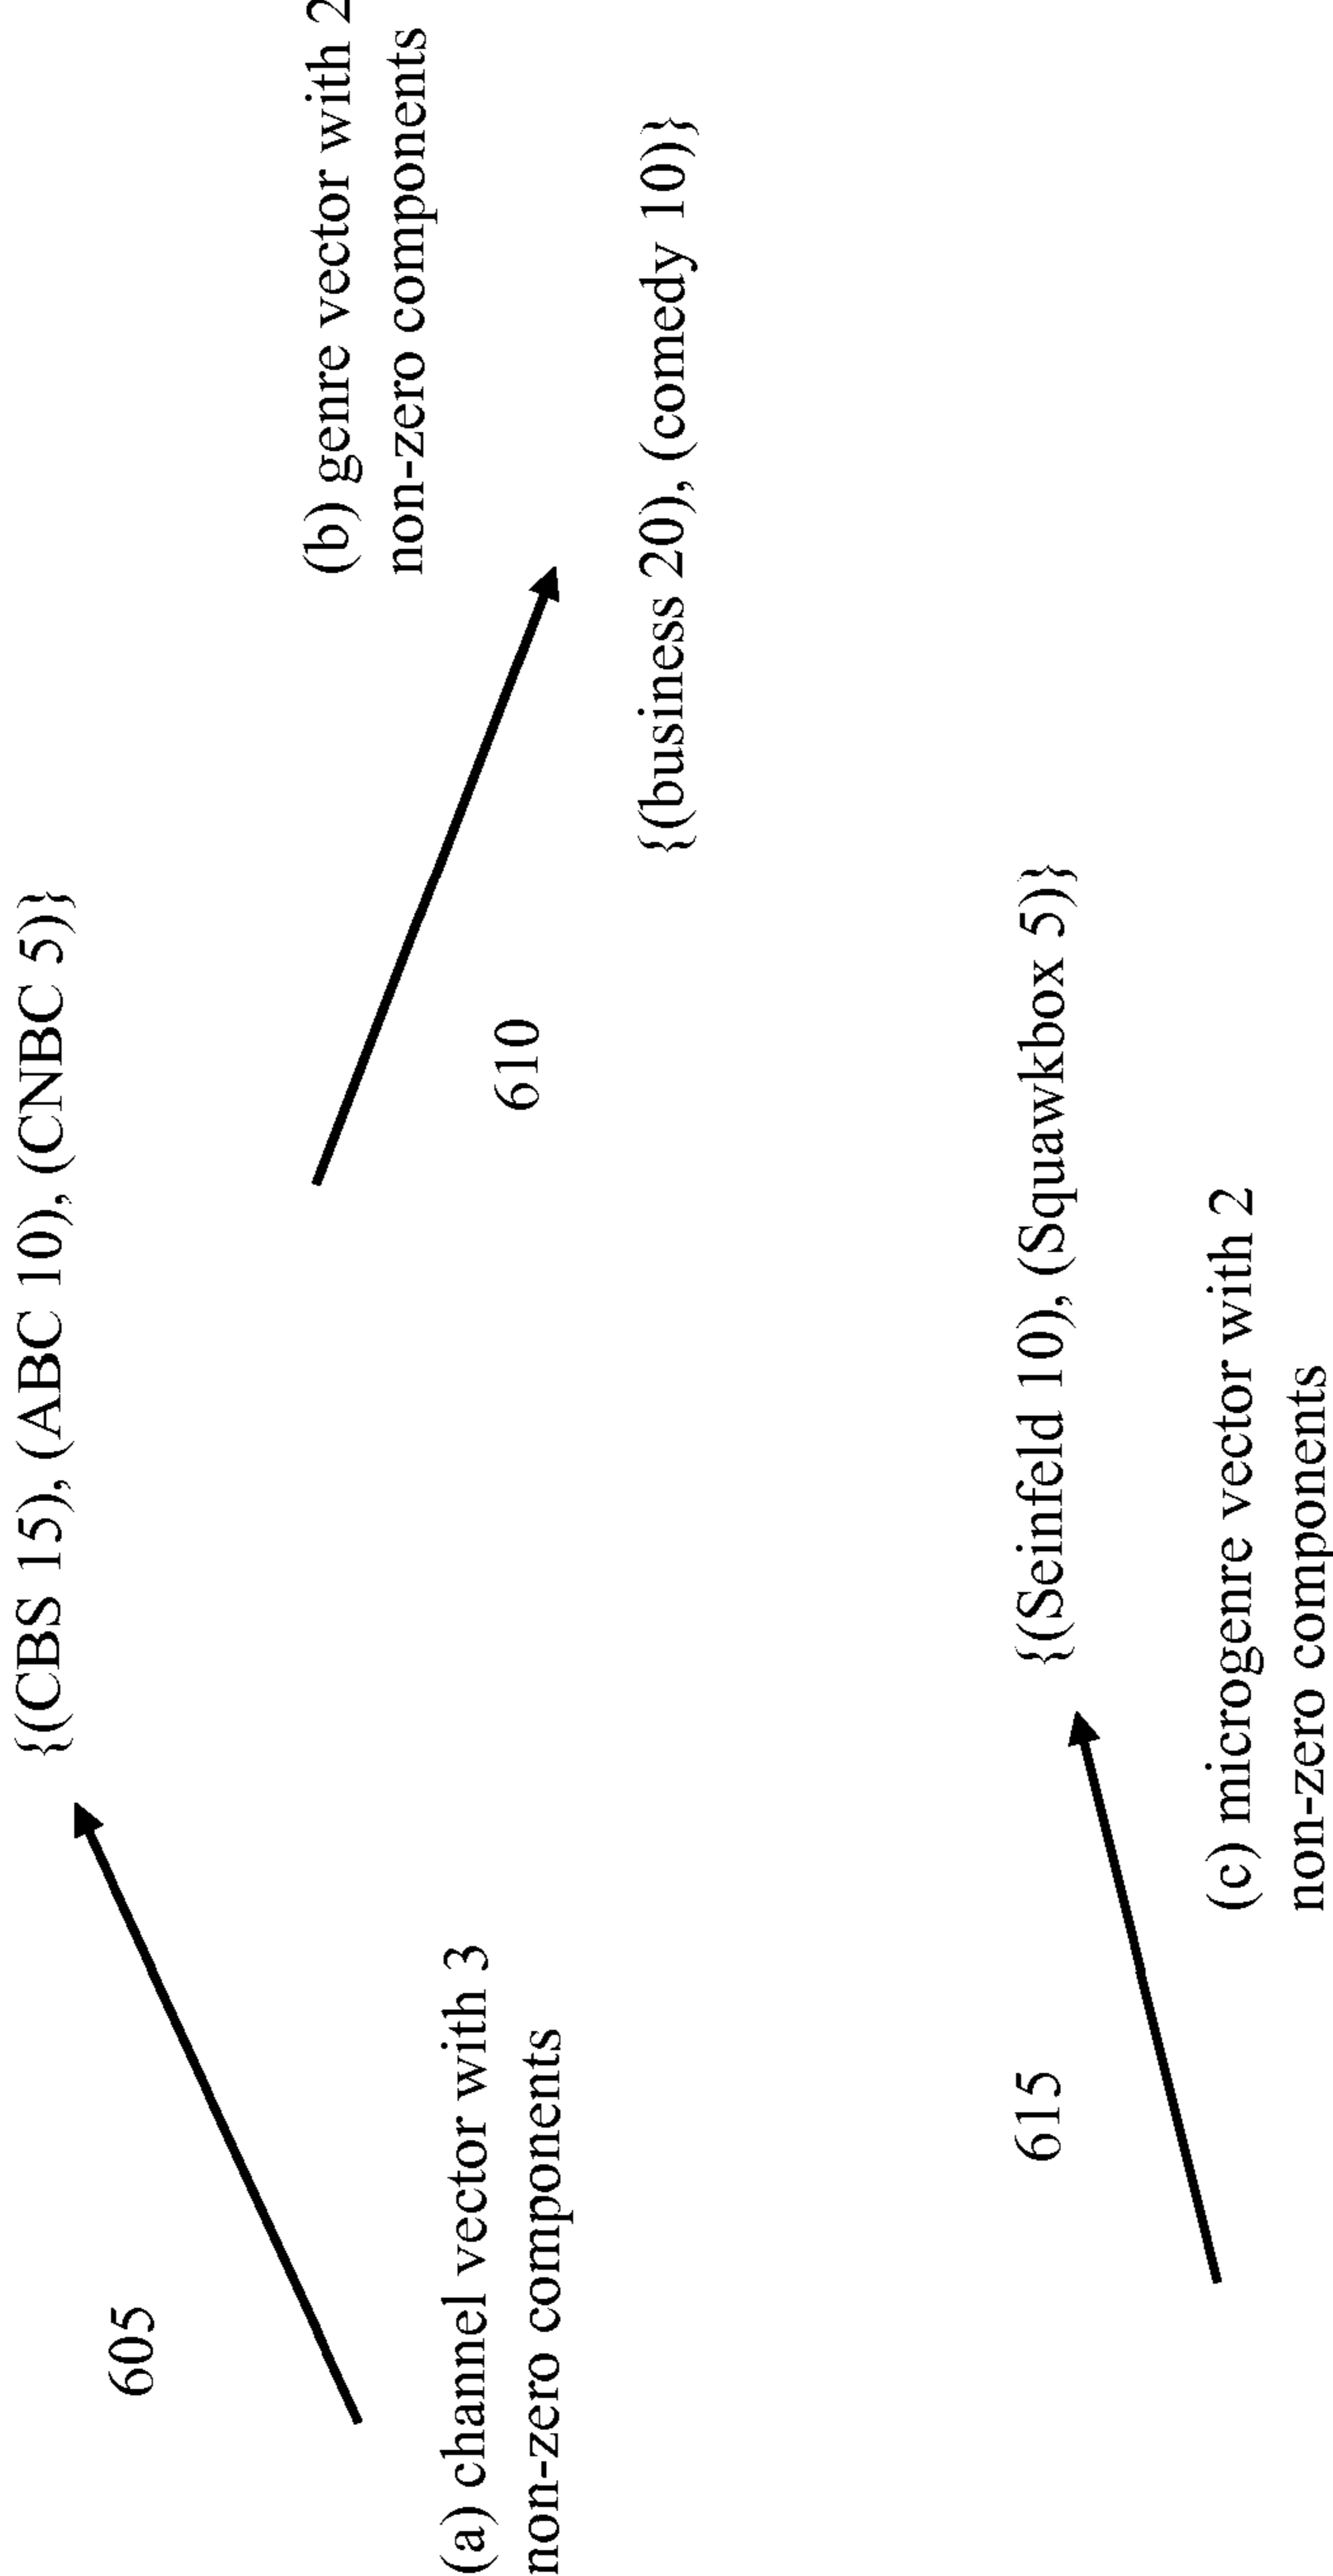 {(CBS 15), (ABC 10), (CNBC 5)}
605
(a) channel vector with 3
non-zero components
(b) genre vector with 2
non-zero components
610
{(business 20), (comedy 10)}
{(Seinfeld 10), (Squawkbox 5)}
615
(c) microgenre vector with 2
non-zero components